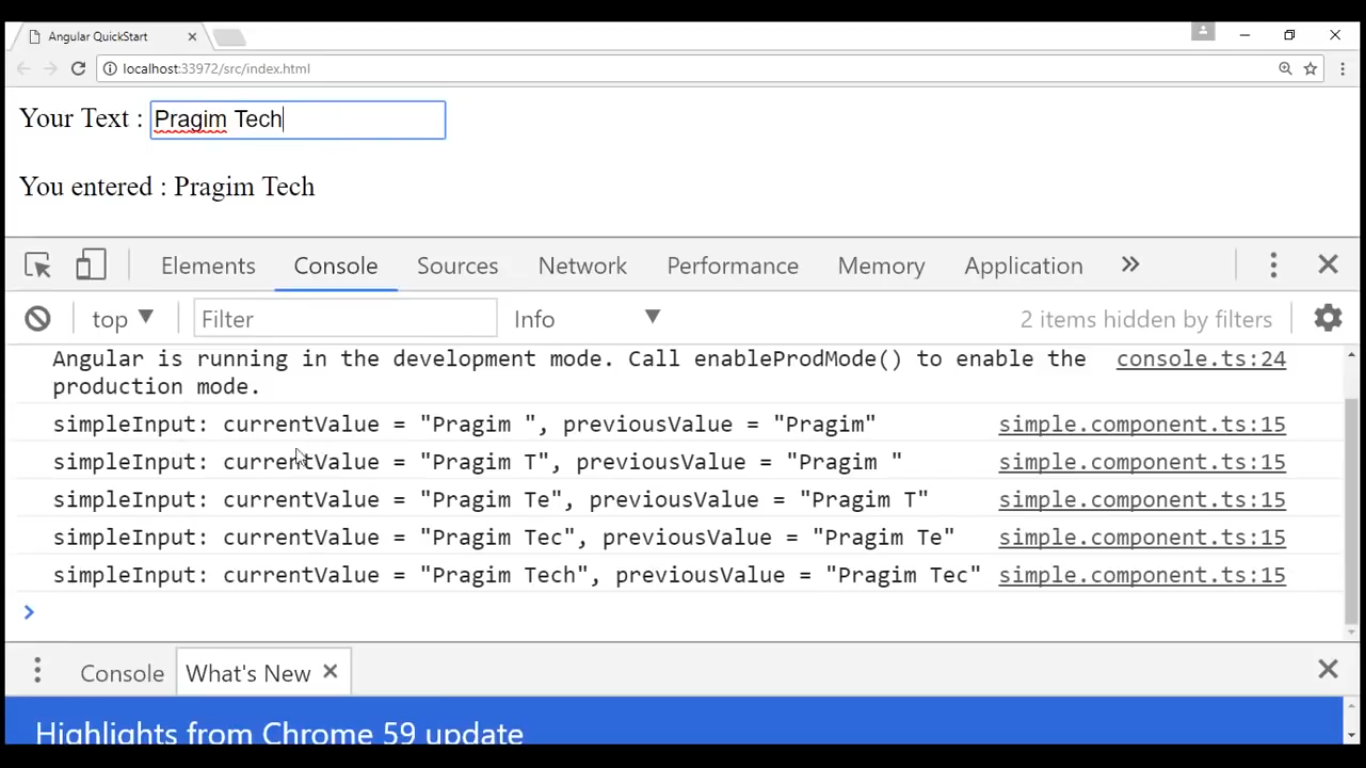 Angular QuickStart
localhost:33972/src/index.html
Your Text : Pragim Tech
You entered : Pragim Tech
Elements Console Sources Network Performance Memory Application
top Filter Info 2 items hidden by filters
Angular is running in the development mode. Call enableProdMode() to enable the console.ts:24
production mode.
simpleInput: currentValue = "Pragim ", previousValue = "Pragim" simple.component.ts:15
simpleInput: currentValue = "Pragim T", previousValue = "Pragim " simple.component.ts:15
simpleInput: currentValue = "Pragim Te", previousValue = "Pragim T" simple.component.ts:15
simpleInput: currentValue = "Pragim Tec", previousValue = "Pragim Te" simple.component.ts:15
simpleInput: currentValue = "Pragim Tech", previousValue = "Pragim Tec" simple.component.ts:15
Console What's New
Highlights from Chrome 59 update